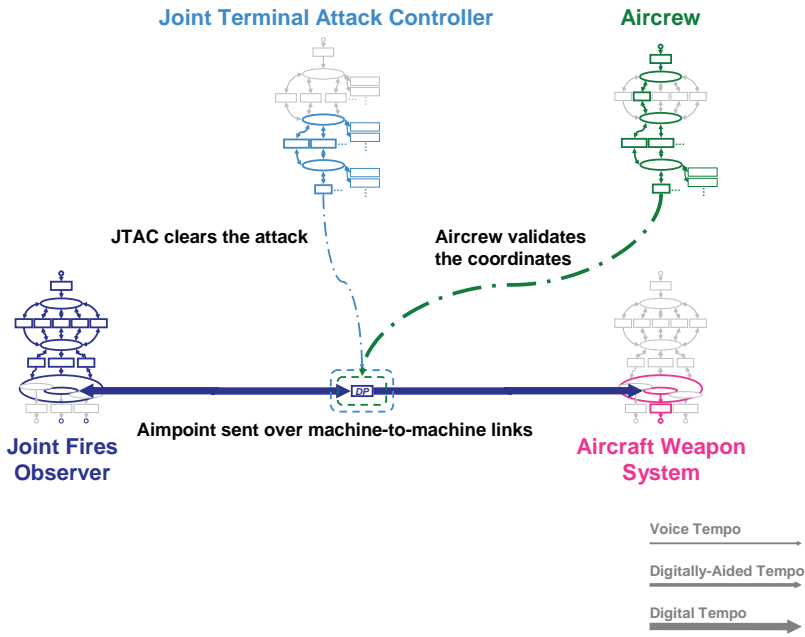 Joint Terminal Attack Controller
Aircrew
JTAC clears the attack
Aircrew validates
the coordinates
DP
Aimpoint sent over machine-to-machine links
Joint Fires
Observer
Aircraft Weapon
System
Voice Tempo
Digitally-Aided Tempo
Digital Tempo